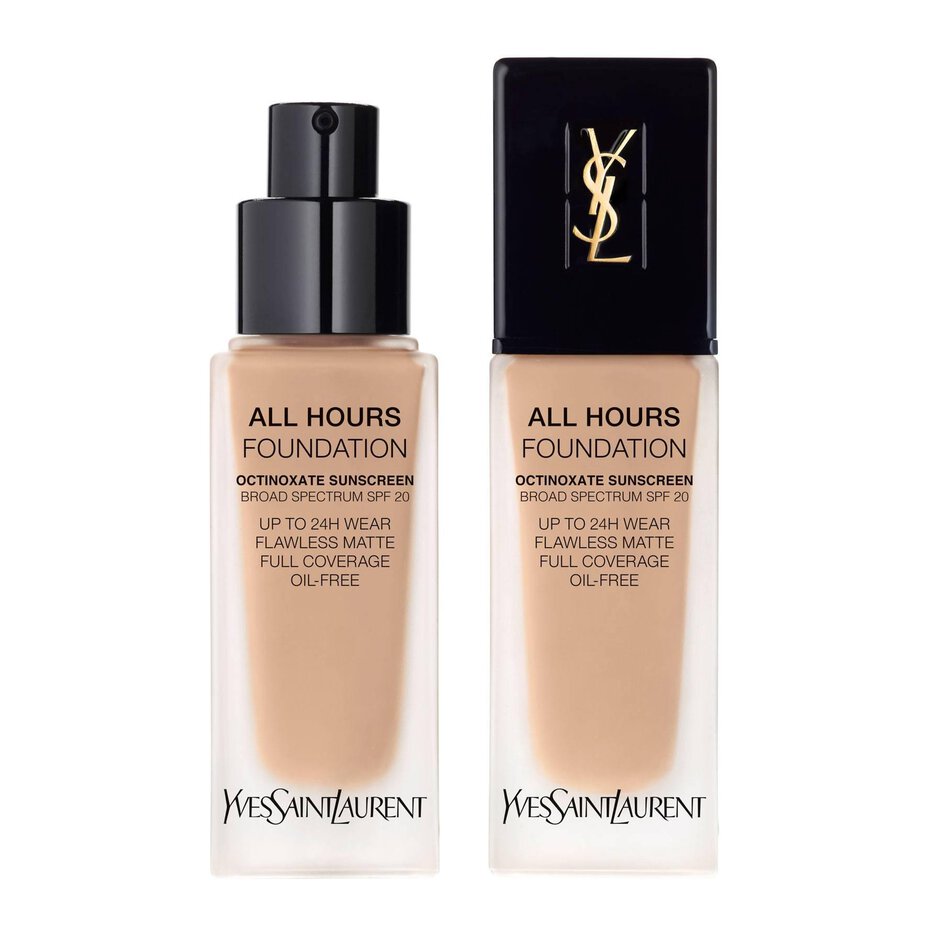 ALL HOURS
FOUNDATION
OCTINOXATE SUNSCREEN
BROAD SPECTRUM SPF 20
UP TO 24H WEAR
FLAWLESS MATTE
FULL COVERAGE
OIL-FREE
YVESSAINTLAURENT
YSL
ALL HOURS
FOUNDATION
OCTINOXATE SUNSCREEN
BROAD SPECTRUM SPF 20
UP TO 24H WEAR
FLAWLESS MATTE
FULL COVERAGE
OIL-FREE
YVESSAINTLAURENT